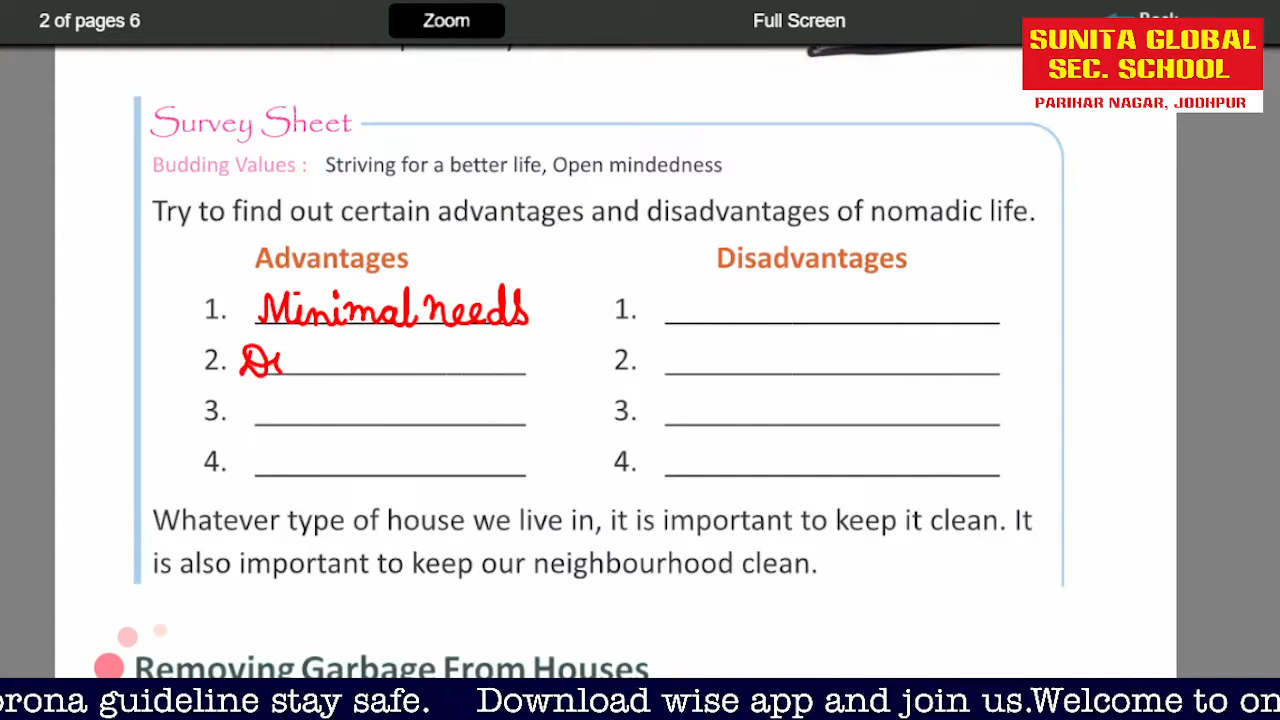 2 of pages 6 Zoom Full Screen
SUNITA GLOBAL
SEC. SCHOOL
PARIHAR NAGAR, JODHPUR
Survey Sheet
Budding Values : Striving for a better life, Open mindedness
Try to find out certain advantages and disadvantages of nomadic life.
Advantages Disadvantages
1. Minimal needs 1.
2. De 2.
3. 3.
4. 4.
Whatever type of house we live in, it is important to keep it clean. It
is also important to keep our neighbourhood clean.
Removing Garbage From Houses
orona guideline stay safe. Download wise app and join us.Welcome to on